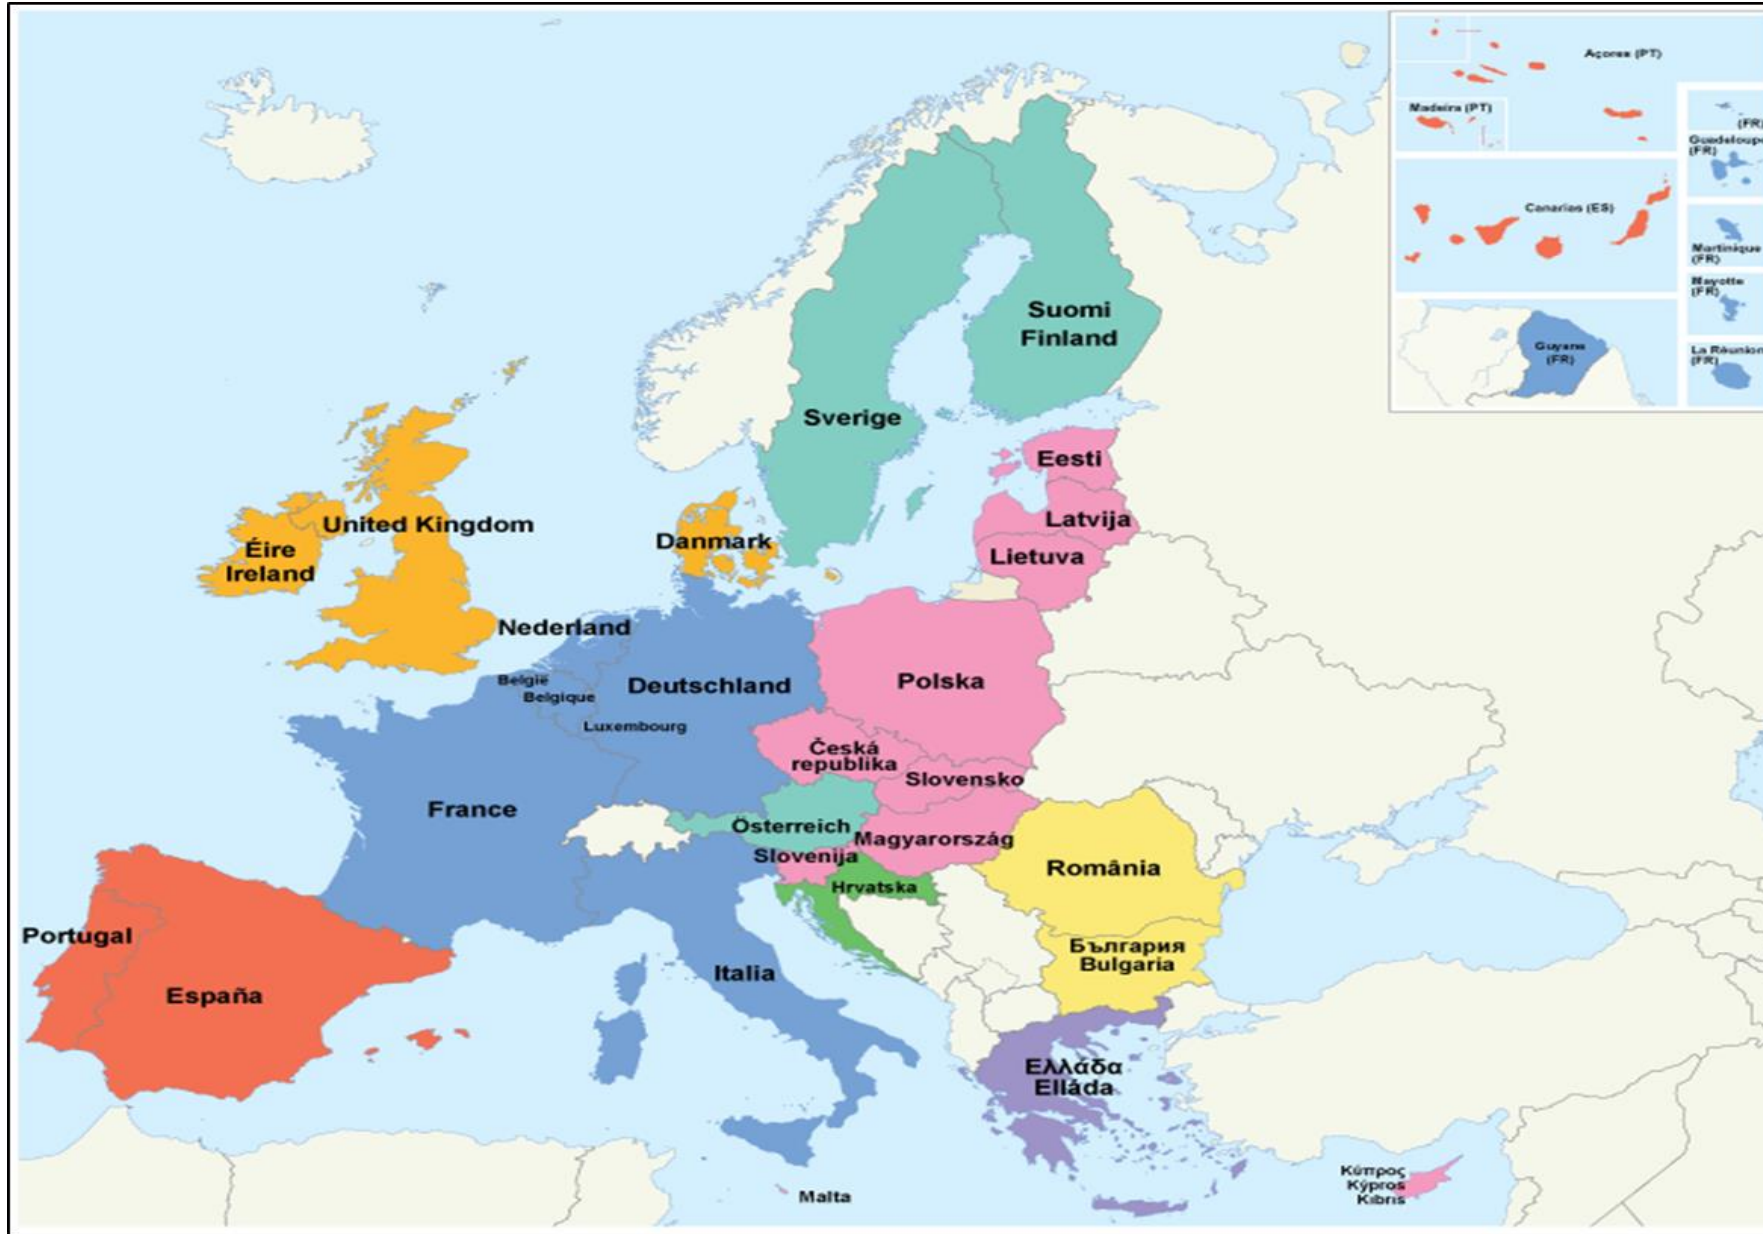 Açores (PT)
Madeira (PT)
(FR)
Guadeloupe
(FR)
Canarias (ES)
Martinique
(FR)
Mayotte
(FR)
Guyane
(FR)
La Réunion
(FR)
Suomi
Finland
Sverige
Eesti
Latvija
Lietuva
United Kingdom
Éire
Ireland
Danmark
Nederland
België
Belgique
Deutschland
Luxembourg
Polska
Česká
republika
Slovensko
France
Österreich
Magyarország
Slovenija
Hrvatska
România
България
Bulgaria
Portugal
España
Italia
Ελλάδα
Elláda
Malta
Κύπρος
Kýpros
Kıbrıs